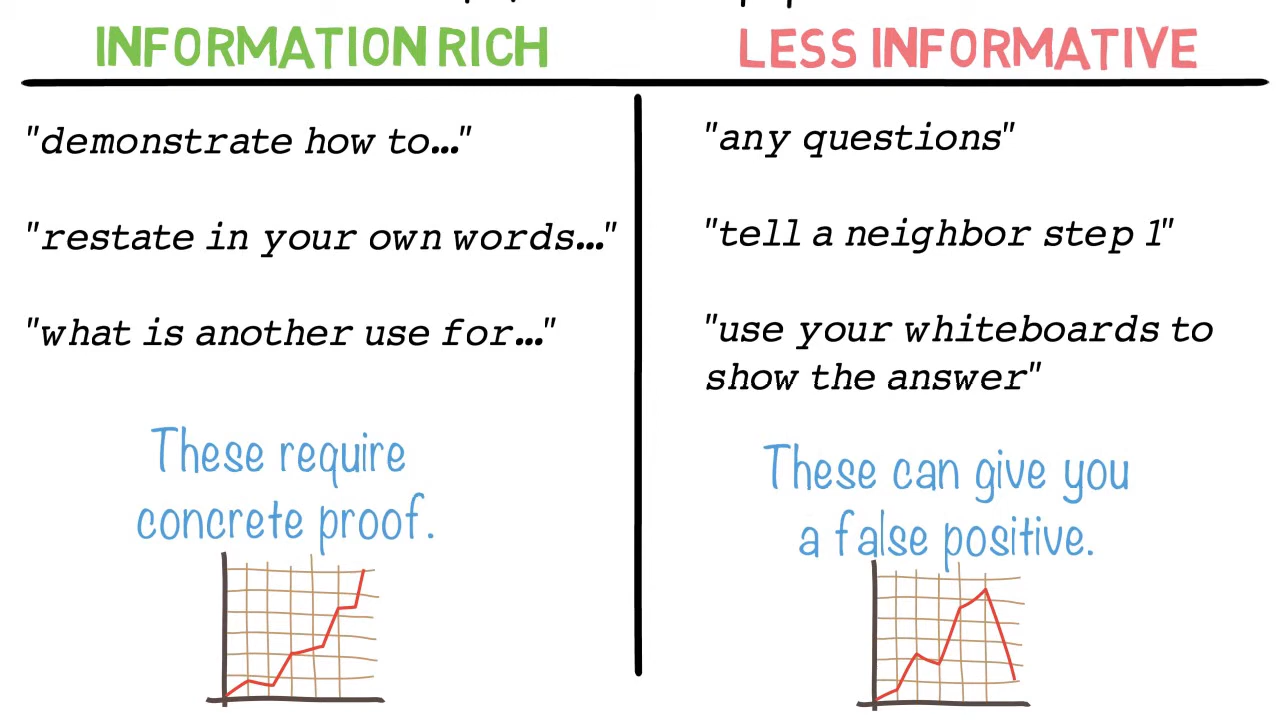 INFORMATION RICH
"demonstrate how to..."
"restate in your own words..."
"what is another use for..."
These require
concrete proof.
LESS INFORMATIVE
"any questions"
"tell a neighbor step 1"
"use your whiteboards to
show the answer"
These can give you
a false positive.